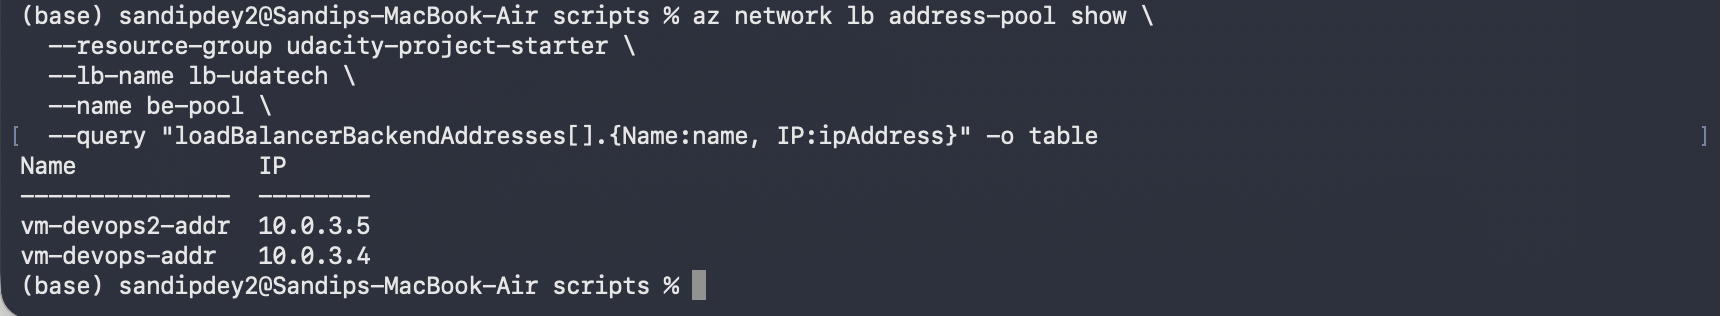 (base) sandipdey2@Sandips-MacBook-Air scripts % az network lb address-pool show \
  --resource-group udacity-project-starter \
  --lb-name lb-udatech \
  --name be-pool \
[  --query "loadBalancerBackendAddresses[].{Name:name, IP:ipAddress}" -o table ]
Name             IP
---------------  --------
vm-devops2-addr  10.0.3.5
vm-devops-addr   10.0.3.4
(base) sandipdey2@Sandips-MacBook-Air scripts %